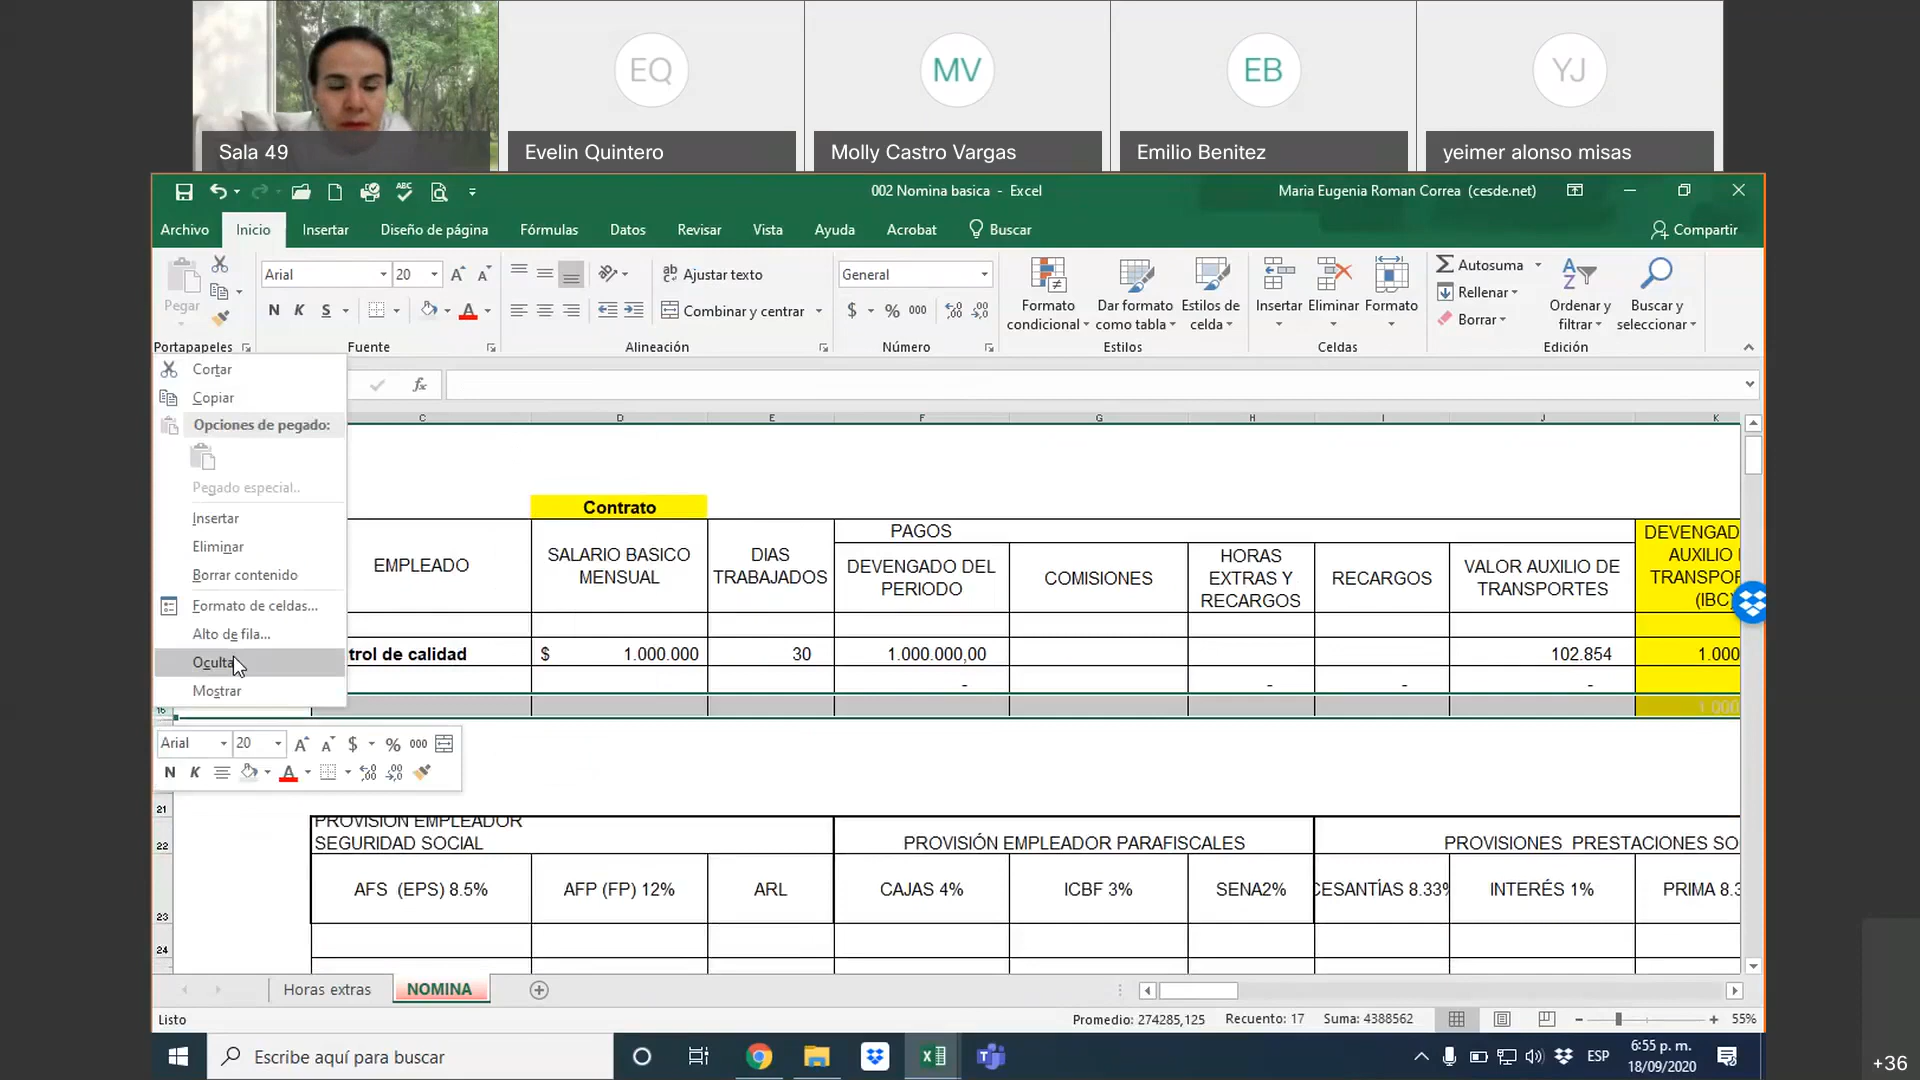 EQ
MV
EB
YJ
Sala 49
Evelin Quintero
Molly Castro Vargas
Emilio Benitez
yeimer alonso misas
ABC
002 Nomina basica - Excel
Maria Eugenia Roman Correa (cesde.net)
Archivo
Inicio
Insertar
Diseño de página
Fórmulas
Datos
Revisar
Vista
Ayuda
Acrobat
Buscar
Compartir
Pegar
Arial
20
N K S
Ajustar texto
Combinar y centrar
General
$ % 000
Formato condicional
Dar formato como tabla
Estilos de celda
Insertar
Eliminar
Formato
Autosuma
Rellenar
Borrar
Ordenar y filtrar
Buscar y seleccionar
Portapapeles
Fuente
Alineación
Número
Estilos
Celdas
Edición
Cortar
Copiar
Opciones de pegado:
Pegado especial..
Insertar
Eliminar
Borrar contenido
Formato de celdas...
Alto de fila...
Oculta
Mostrar
fx
C D E F G H I J K
Contrato
EMPLEADO
SALARIO BASICO MENSUAL
DIAS TRABAJADOS
PAGOS
DEVENGADO DEL PERIODO
COMISIONES
HORAS EXTRAS Y RECARGOS
RECARGOS
VALOR AUXILIO DE TRANSPORTES
DEVENGAD
AUXILIO
TRANSPOR
(IBC)
trol de calidad
$ 1.000.000
30
1.000.000,00
102.854
1.000
- - - -
16
1.000
Arial 20 $ % 000
N K
21
22
23
24
PROVISION EMPLEADOR
SEGURIDAD SOCIAL
PROVISIÓN EMPLEADOR PARAFISCALES
PROVISIONES PRESTACIONES SO
AFS (EPS) 8.5%
AFP (FP) 12%
ARL
CAJAS 4%
ICBF 3%
SENA2%
CESANTÍAS 8.33%
INTERÉS 1%
PRIMA 8.3
Horas extras
NOMINA
Listo
Promedio: 274285,125
Recuento: 17
Suma: 4388562
55%
Escribe aquí para buscar
ESP
6:55 p. m.
18/09/2020
+36